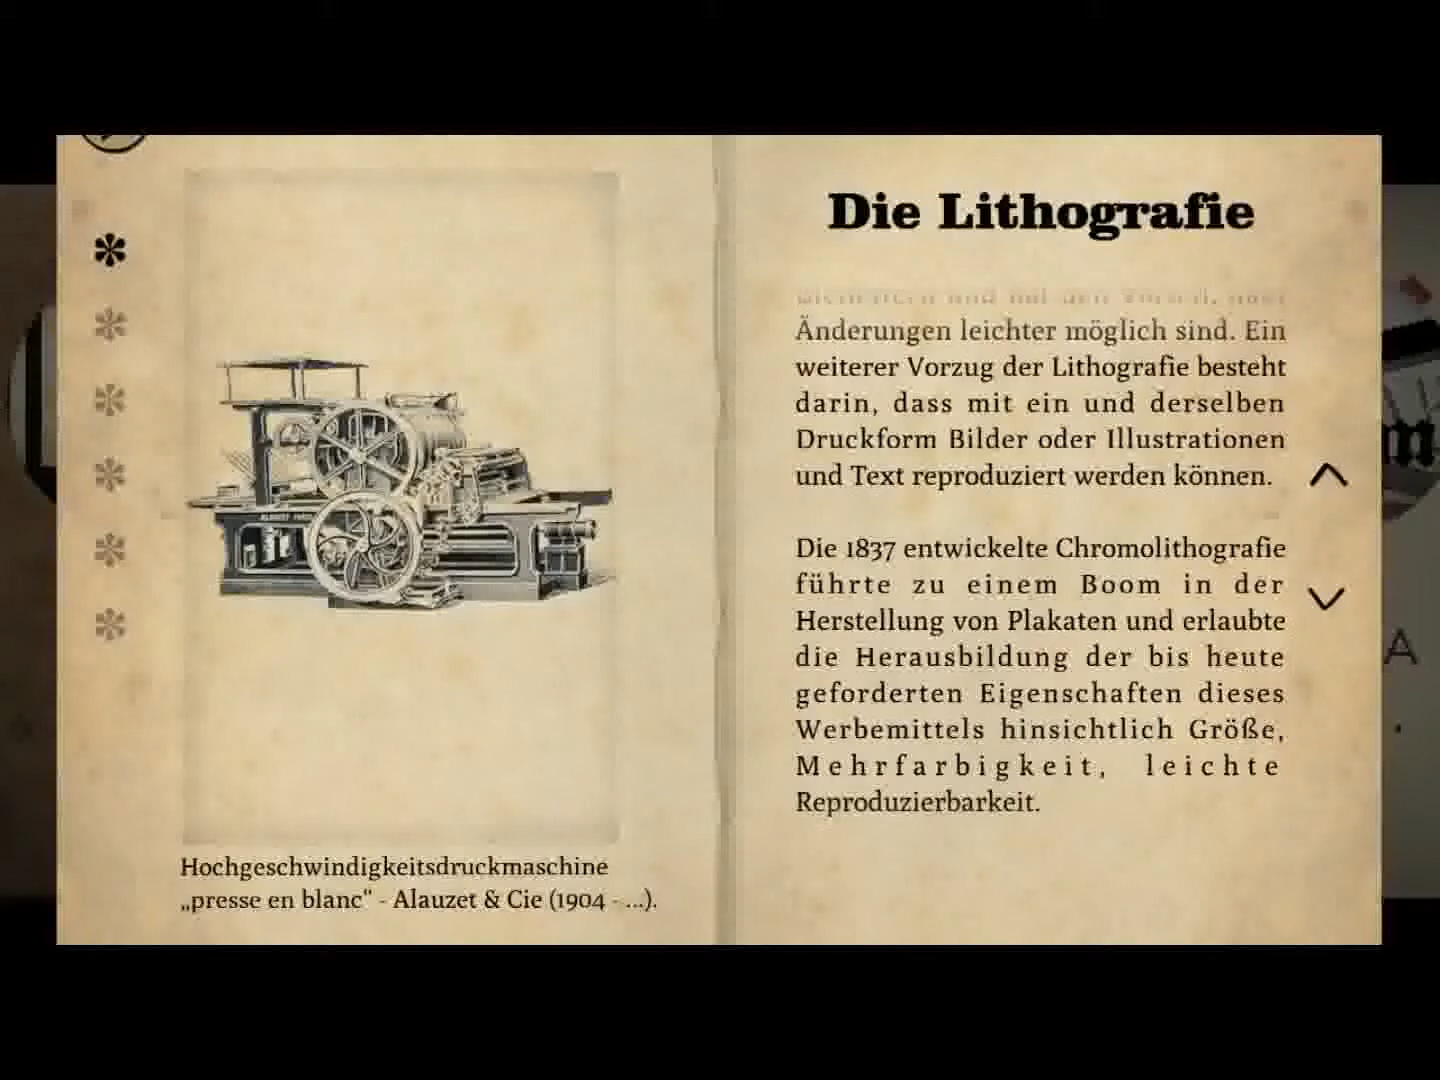 Die Lithografie
Änderungen leichter möglich sind. Ein
weiterer Vorzug der Lithografie besteht
darin, dass mit ein und derselben
Druckform Bilder oder Illustrationen
und Text reproduziert werden können.
Die 1837 entwickelte Chromolithografie
führte zu einem Boom in der
Herstellung von Plakaten und erlaubte
die Herausbildung der bis heute
geforderten Eigenschaften dieses
Werbemittels hinsichtlich Größe,
Mehrfarbigkeit, leichte
Reproduzierbarkeit.
Hochgeschwindigkeitsdruckmaschine
„presse en blanc" - Alauzet & Cie (1904 - ...).